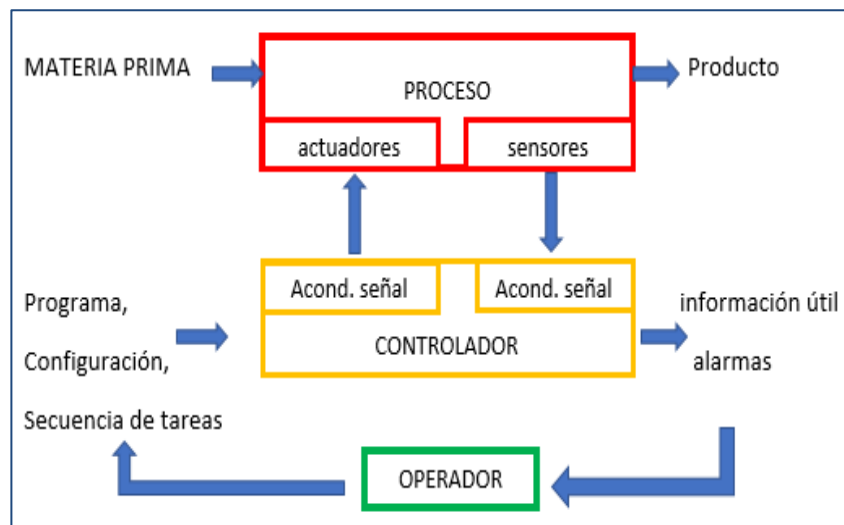 MATERIA PRIMA
PROCESO
Producto
actuadores
sensores
Acond. señal
Acond. señal
Programa,
Configuración,
Secuencia de tareas
CONTROLADOR
información útil
alarmas
OPERADOR